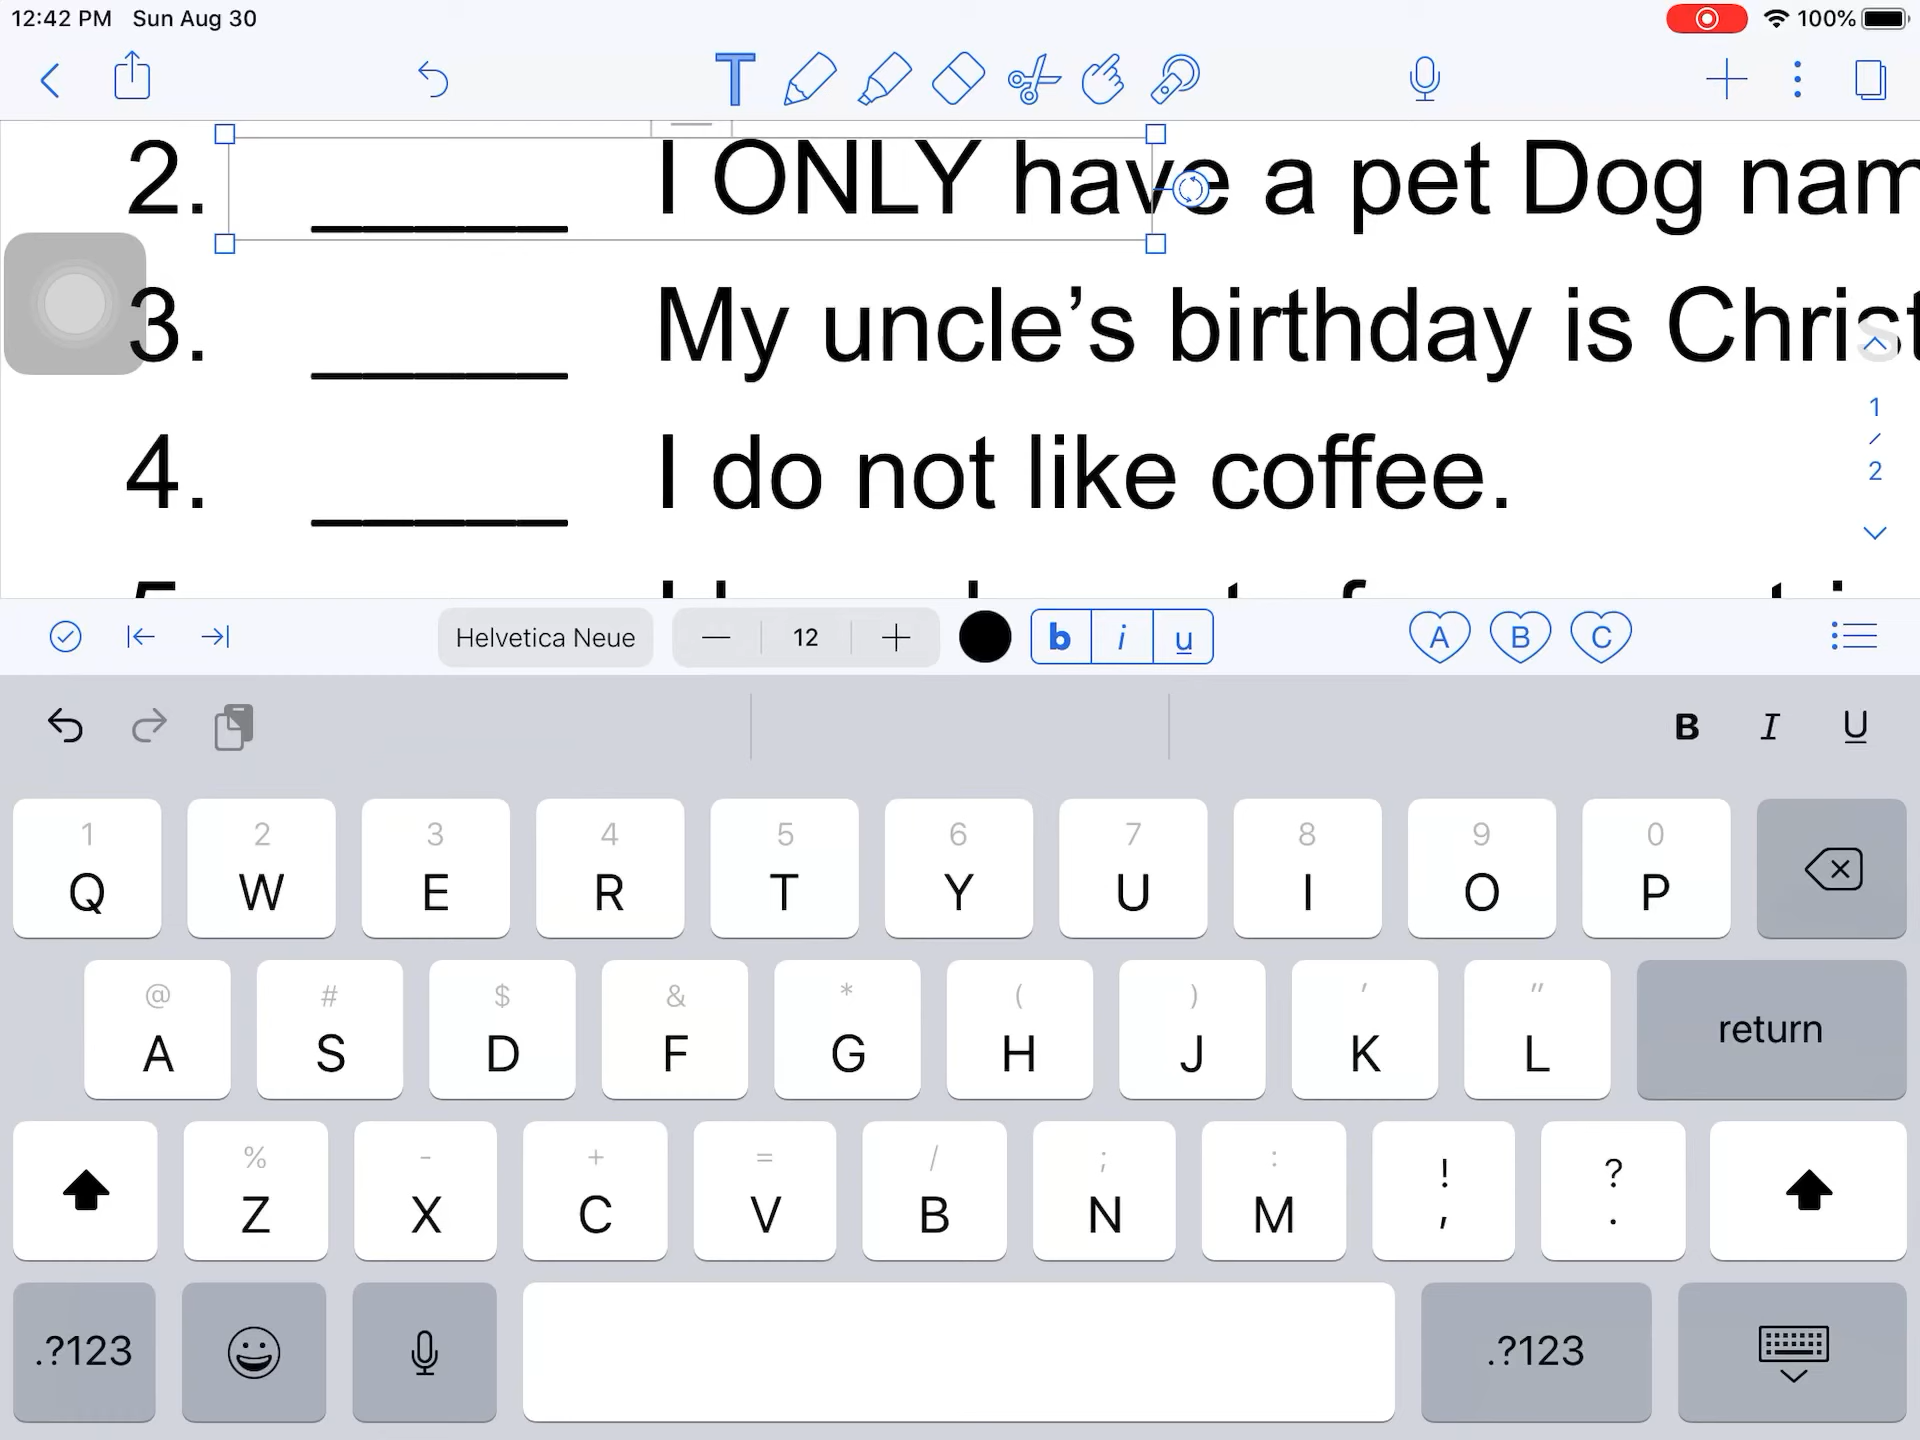 12:42 PM Sun Aug 30 100%
T
2. ______ I ONLY have a pet Dog nam
3. ______ My uncle’s birthday is Christ
4. ______ I do not like coffee.
1
/
2
Helvetica Neue — 12 + b i u A B C
B I U
1 2 3 4 5 6 7 8 9 0
Q W E R T Y U I O P
@ # $ & * ( ) ' "
A S D F G H J K L return
% - + = / ; : ! ?
Z X C V B N M , .
.?123 .?123